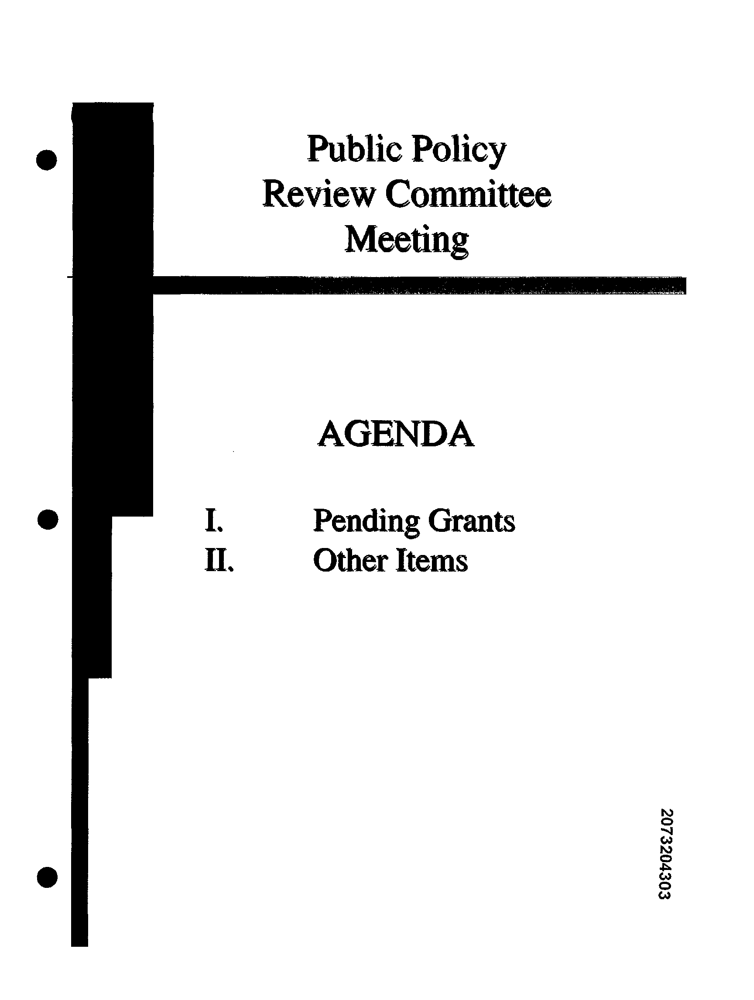 Public Policy
Review Committee
Meeting
AGENDA
I. Pending Grants
II. Other Items
2073204303